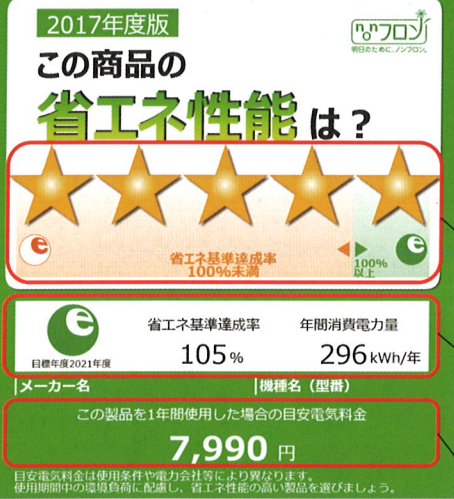 2017年度版
nonフロン
明日のために、ノンフロン。
この商品の
省エネ性能は？
e
省エネ基準達成率
100%未満
100%
以上
e
e
目標年度2021年度
省エネ基準達成率
105%
年間消費電力量
296kWh/年
メーカー名
機種名（型番）
この製品を1年間使用した場合の目安電気料金
7,990円
目安電気料金は使用条件や電力会社等により異なります。
使用期間中の環境負荷に配慮し、省エネ性能の高い製品を選びましょう。